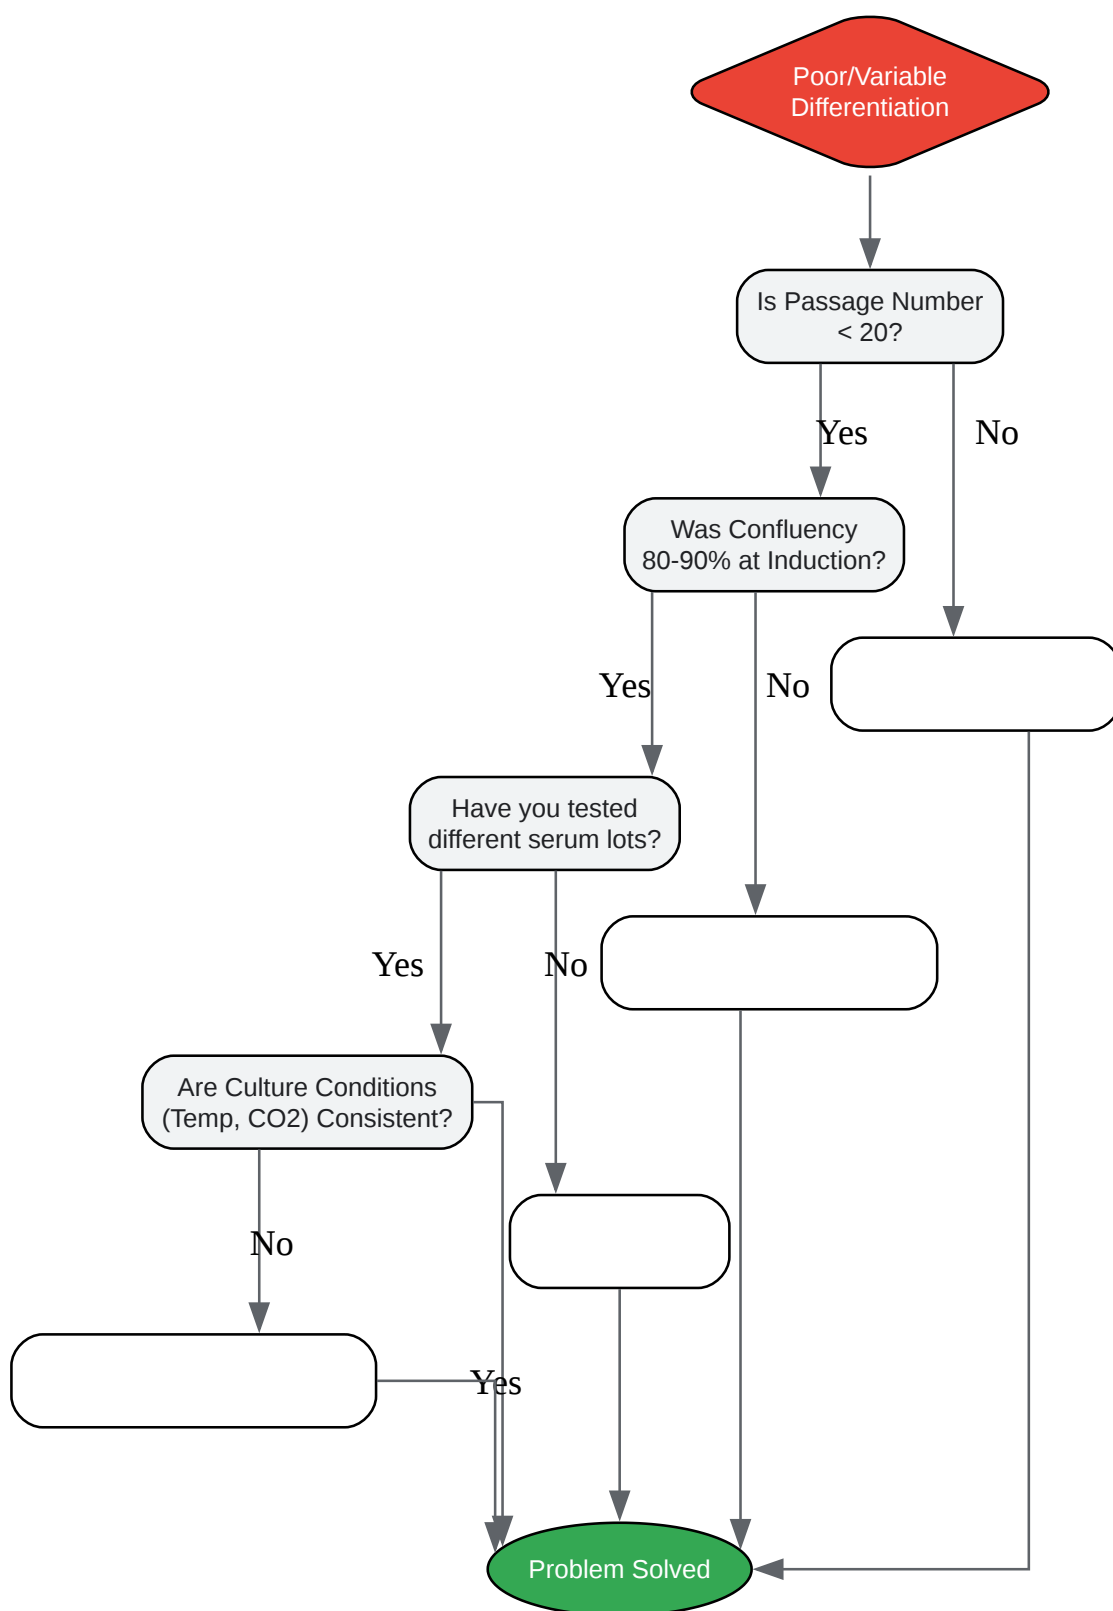 Poor/Variable
Differentiation
Is Passage Number
< 20?
Yes
No
Was Confluency
80-90% at Induction?
Yes
No
Have you tested
different serum lots?
Yes
No
Are Culture Conditions
(Temp, CO2) Consistent?
No
Yes
Problem Solved